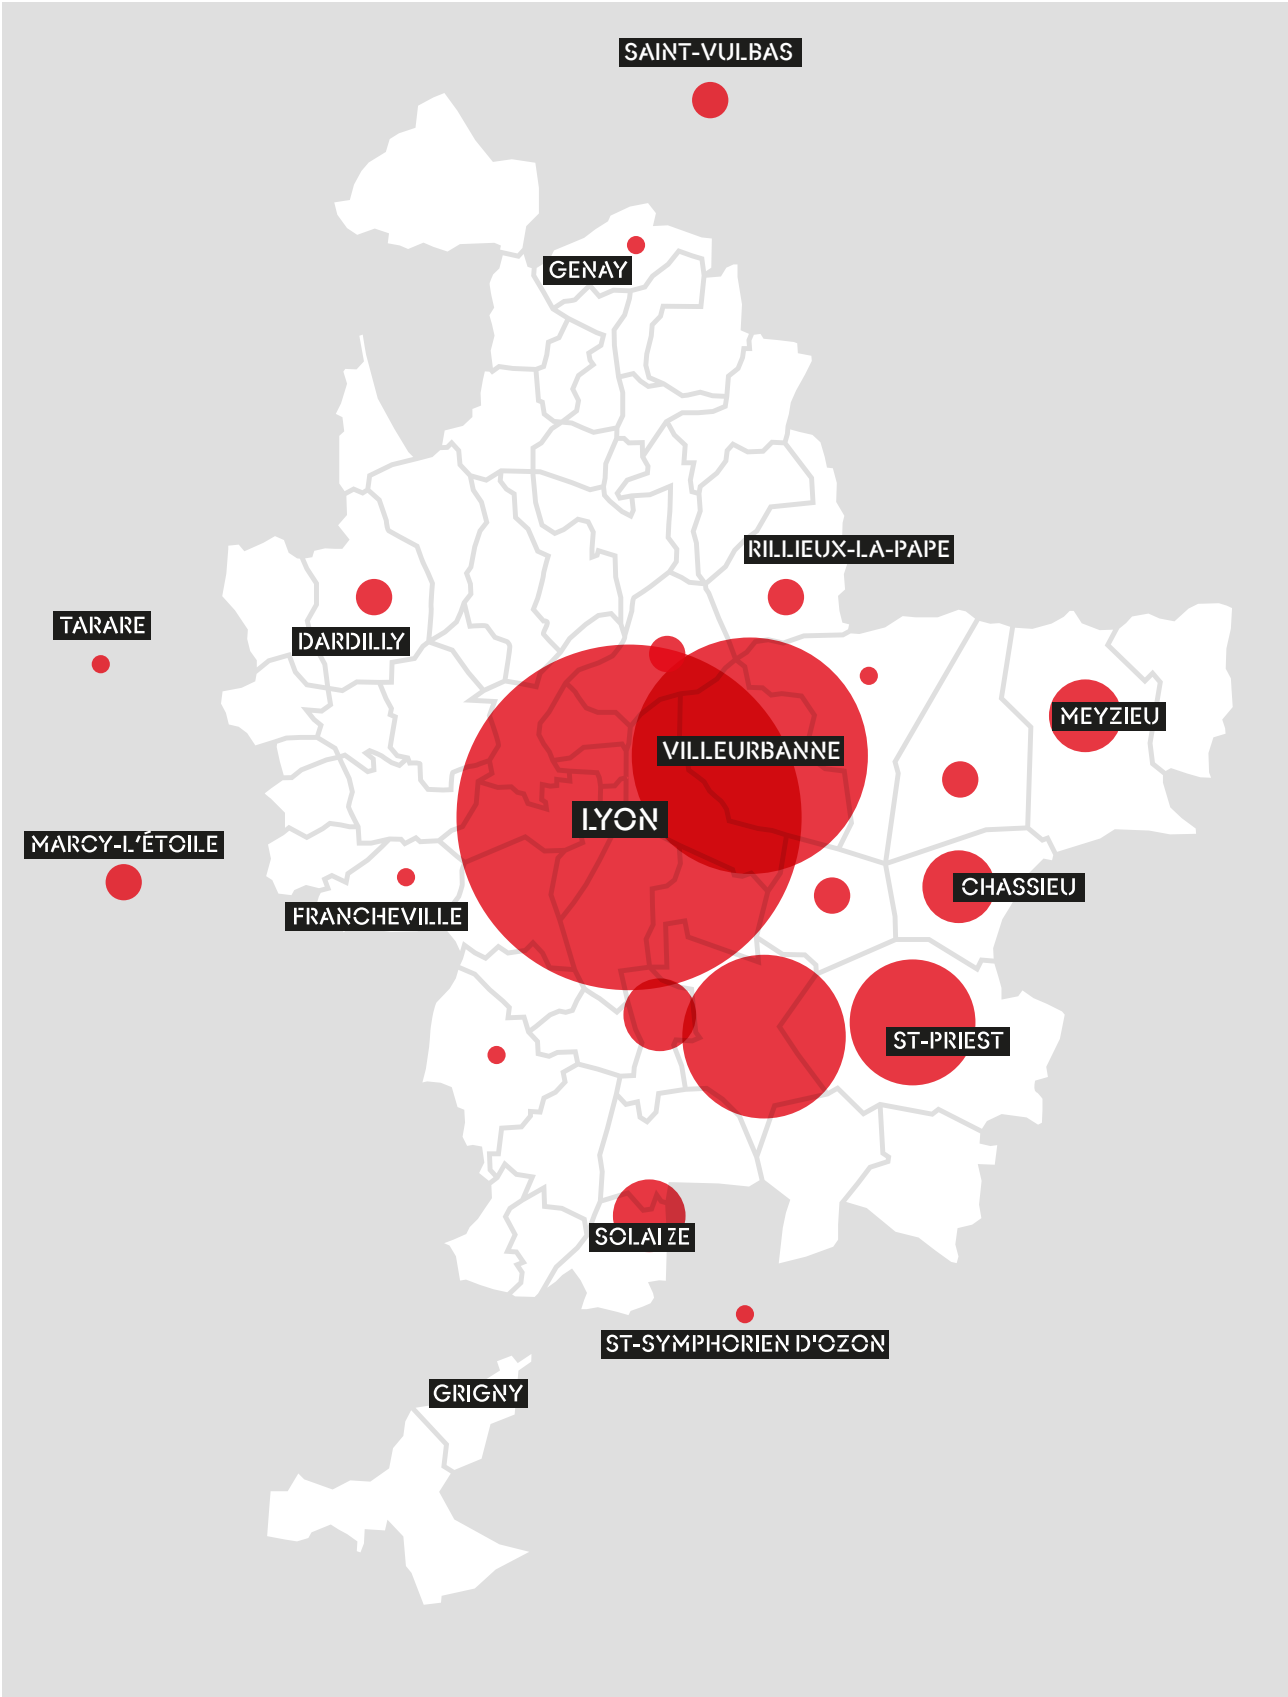 SAINT-VULBAS
GENAY
RILLIEUX-LA-PAPE
TARARE
DARDILLY
MEYZIEU
VILLEURBANNE
LYON
MARCY-L'ÉTOILE
CHASSIEU
FRANCHEVILLE
ST-PRIEST
SOLAIZE
ST-SYMPHORIEN D'OZON
GRIGNY